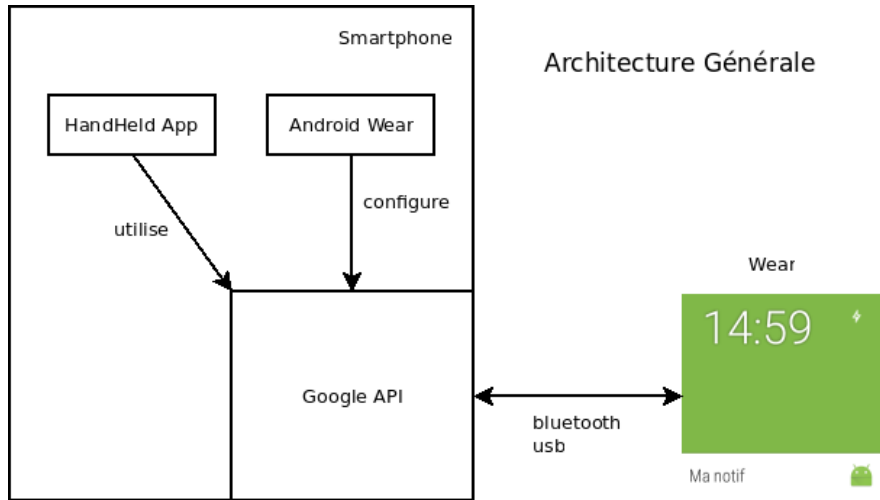 Smartphone
Architecture Générale
HandHeld App
Android Wear
utilise
configure
Wear
14:59
Google API
bluetooth
usb
Ma notif